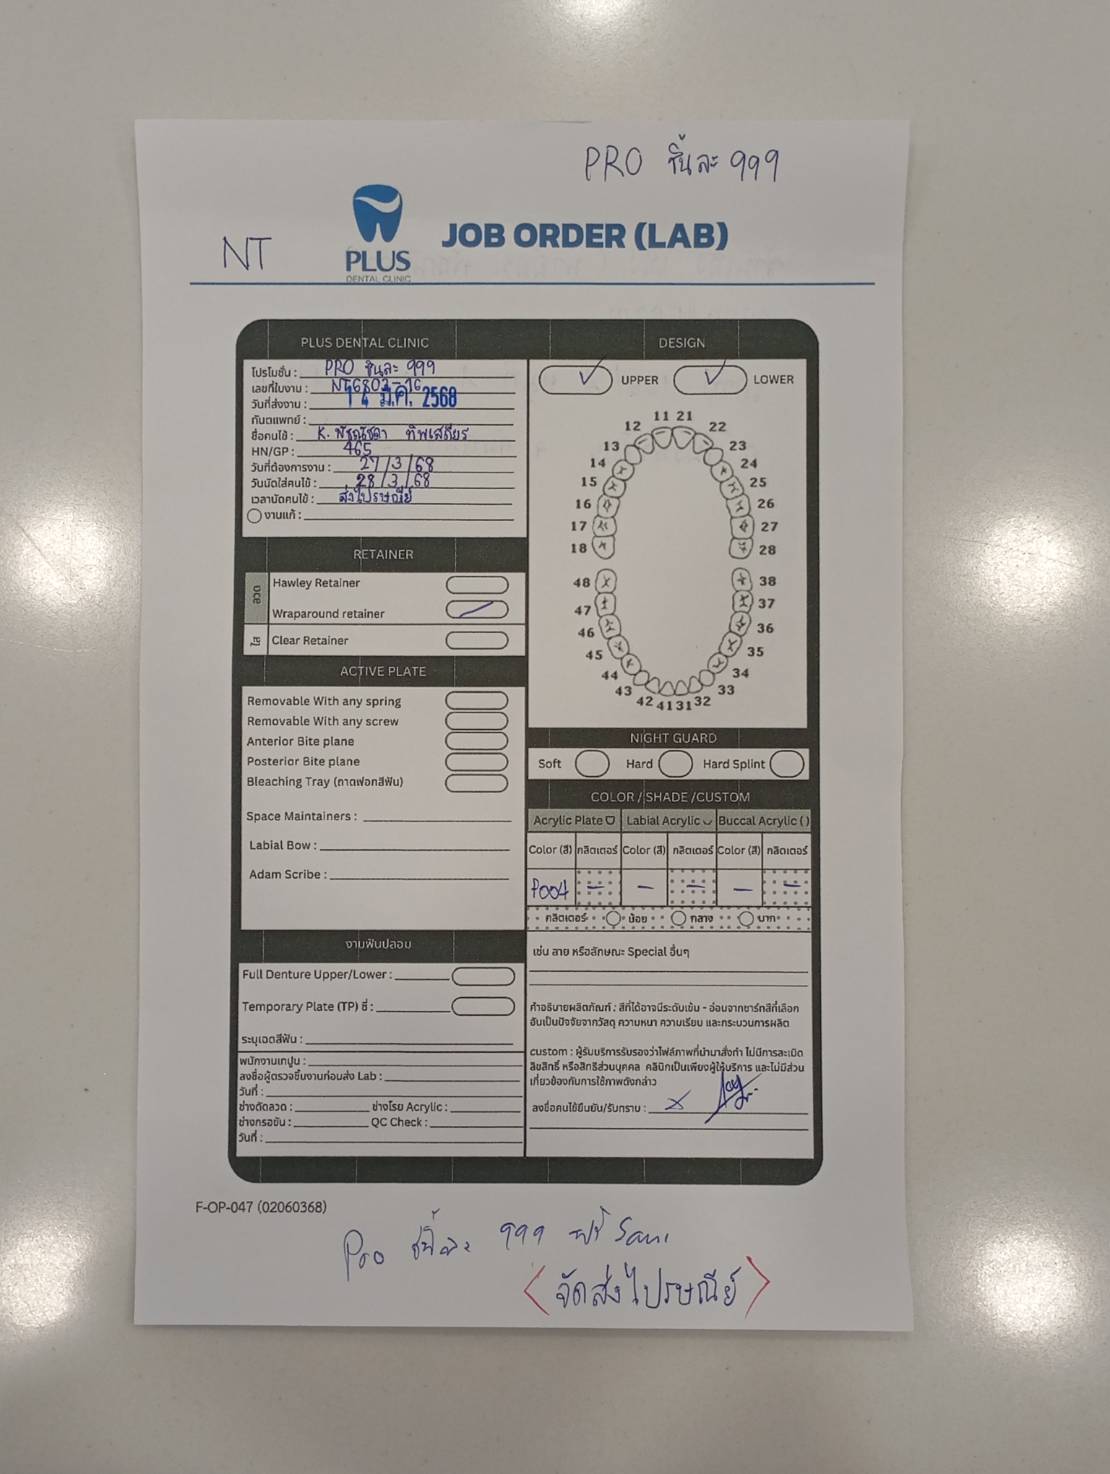 PRO ชิ้นละ 999
NT
PLUS
DENTAL CLINIC
JOB ORDER (LAB)
PLUS DENTAL CLINIC
โปรโมชั่น : PRO ชิ้นละ 999
เลขที่ใบงาน : NT6803-16
วันที่ส่งงาน : 14 มี.ค. 2568
ทันตแพทย์ :
ชื่อคนไข้ : K.
HN/GP : 465
วันที่ต้องการงาน : 27/3/68
วันนัดใส่คนไข้ : 28/3/68
เวลานัดคนไข้ : ส่งไปรษณีย์
งานแก้ :
RETAINER
ลวด
Hawley Retainer
Wraparound retainer
ใส
Clear Retainer
ACTIVE PLATE
Removable With any spring
Removable With any screw
Anterior Bite plane
Posterior Bite plane
Bleaching Tray (ถาดฟอกสีฟัน)
Space Maintainers :
Labial Bow :
Adam Scribe :
งานฟันปลอม
Full Denture Upper/Lower :
Temporary Plate (TP) ซี่ :
ระบุเฉดสีฟัน :
พนักงานเทปูน :
ลงชื่อผู้ตรวจชิ้นงานก่อนส่ง Lab :
วันที่ :
ช่างดัดลวด : ช่างโรย Acrylic :
ช่างกรอขัน : QC Check :
วันที่ :
DESIGN
UPPER LOWER
11 21
12 22
13 23
14 24
15 25
16 26
17 27
18 28
48 38
47 37
46 36
45 35
44 34
43 33
42 41 31 32
NIGHT GUARD
Soft Hard Hard Splint
COLOR / SHADE /CUSTOM
Acrylic Plate Labial Acrylic Buccal Acrylic ( )
Color (สี) กลิตเตอร์ Color (สี) กลิตเตอร์ Color (สี) กลิตเตอร์
P004 – – – – –
กลิตเตอร์ น้อย กลาง มาก
เช่น ลาย หรือลักษณะ Special อื่นๆ
คำอธิบายผลิตภัณฑ์ : สีที่ได้อาจมีระดับเข้ม - อ่อนจากชาร์ทสีที่เลือก
อันเป็นปัจจัยจากวัสดุ ความหนา ความเรียบ และกระบวนการผลิต
custom : ผู้รับบริการรับรองว่าไฟล์ภาพที่นำมาสั่งทำ ไม่มีการละเมิด
ลิขสิทธิ์ หรือสิทธิส่วนบุคคล คลินิกเป็นเพียงผู้ให้บริการ และไม่มีส่วน
เกี่ยวข้องกับการใช้ภาพดังกล่าว
ลงชื่อคนไข้ยืนยัน/รับทราบ : x
F-OP-047 (02060368)
Pro ชิ้นละ 999 ฟรี
< จัดส่งไปรษณีย์ >